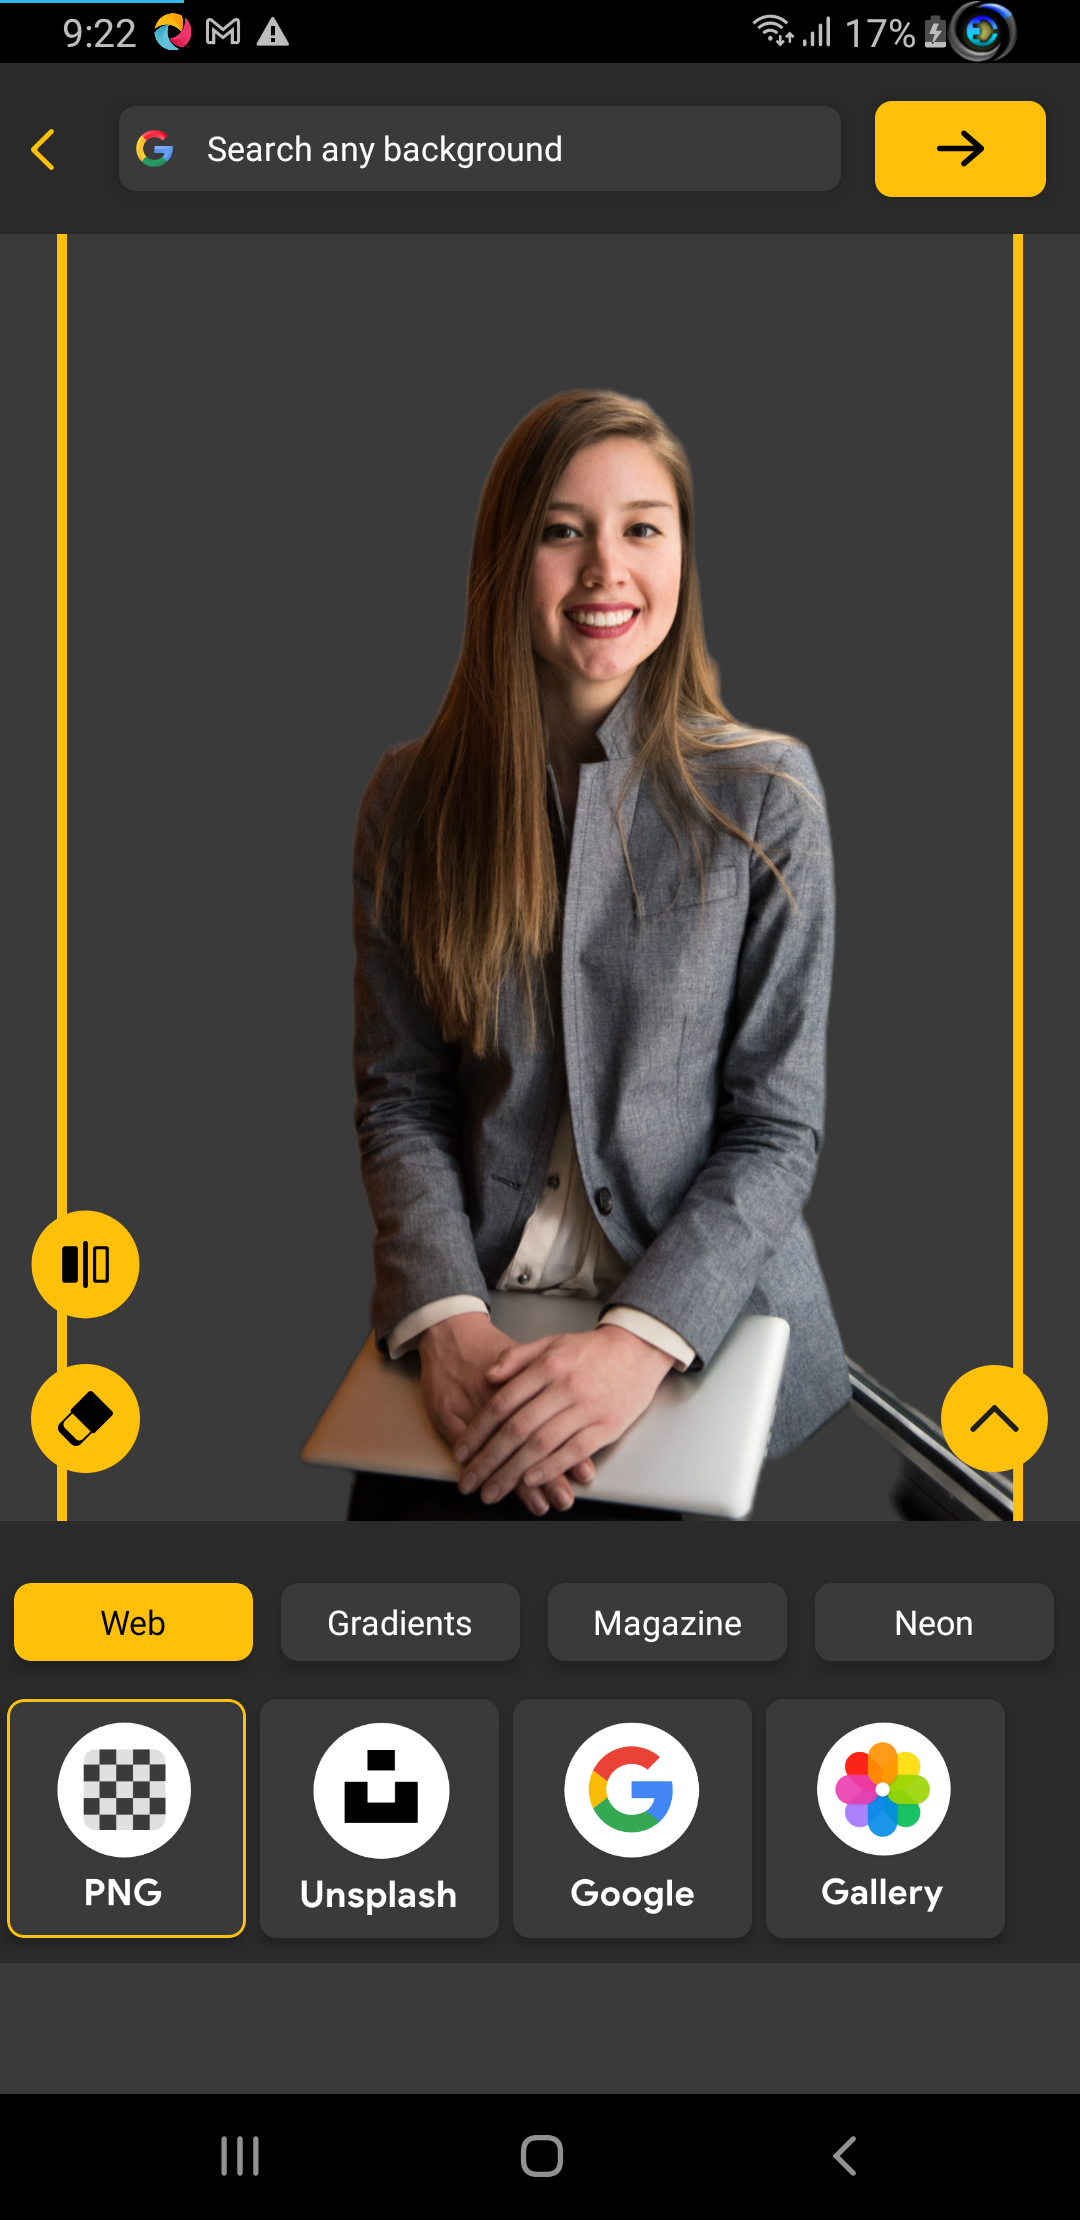 9:22
17%
Search any background
Web
Gradients
Magazine
Neon
PNG
Unsplash
Google
Gallery